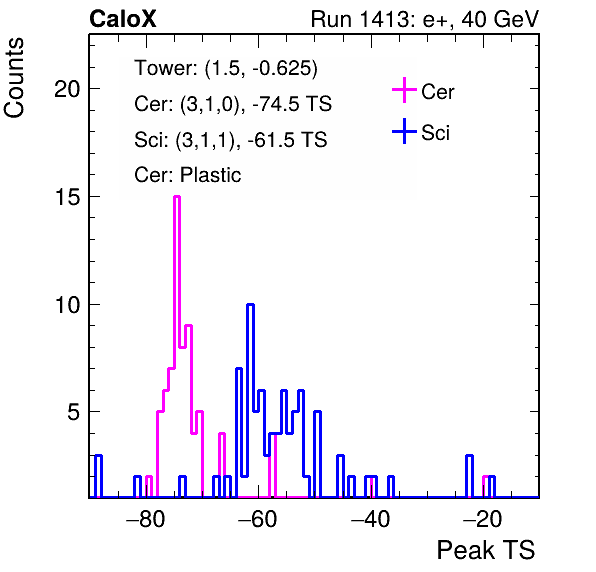 CaloX Run 1413: e+, 40 GeV
Counts
Tower: (1.5, -0.625)
Cer: (3,1,0), -74.5 TS
Sci: (3,1,1), -61.5 TS
Cer: Plastic
Cer
Sci
20
15
10
5
−80 −60 −40 −20
Peak TS